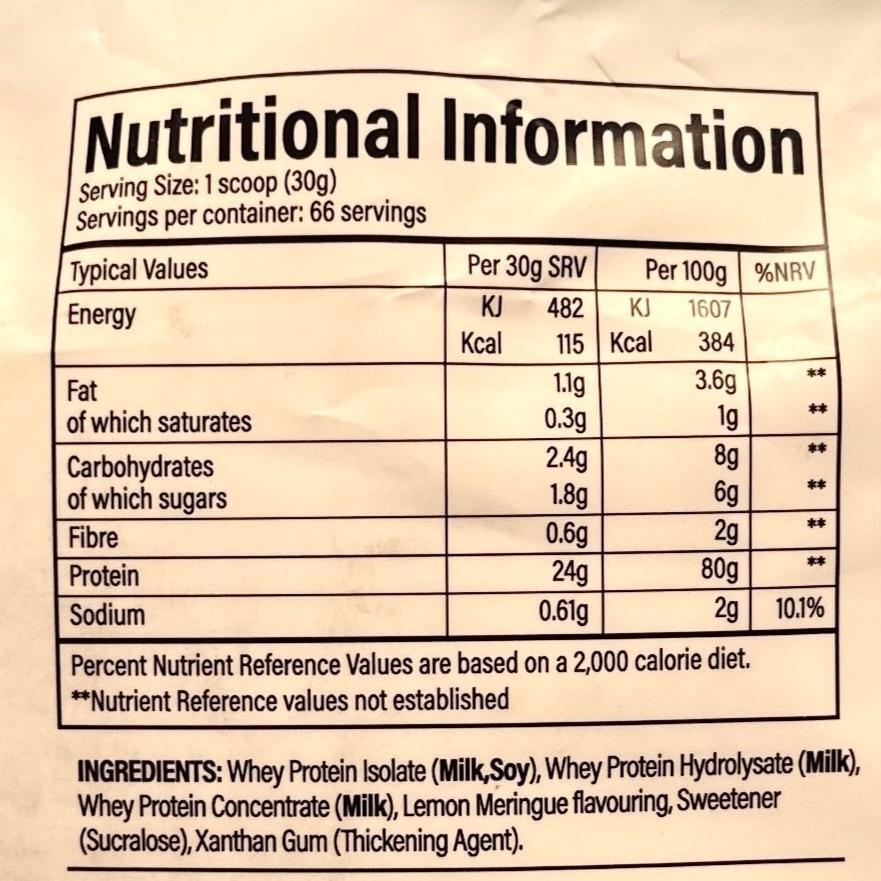 Nutritional Information
Serving Size: 1 scoop (30g)
Servings per container: 66 servings
Typical Values Per 30g SRV Per 100g %NRV
Energy KJ 482 KJ 1607
Kcal 115 Kcal 384
Fat 1.1g 3.6g **
of which saturates 0.3g 1g **
Carbohydrates 2.4g 8g **
of which sugars 1.8g 6g **
Fibre 0.6g 2g **
Protein 24g 80g **
Sodium 0.61g 2g 10.1%
Percent Nutrient Reference Values are based on a 2,000 calorie diet.
**Nutrient Reference values not established
INGREDIENTS: Whey Protein Isolate (Milk,Soy), Whey Protein Hydrolysate (Milk),
Whey Protein Concentrate (Milk), Lemon Meringue flavouring, Sweetener
(Sucralose), Xanthan Gum (Thickening Agent).